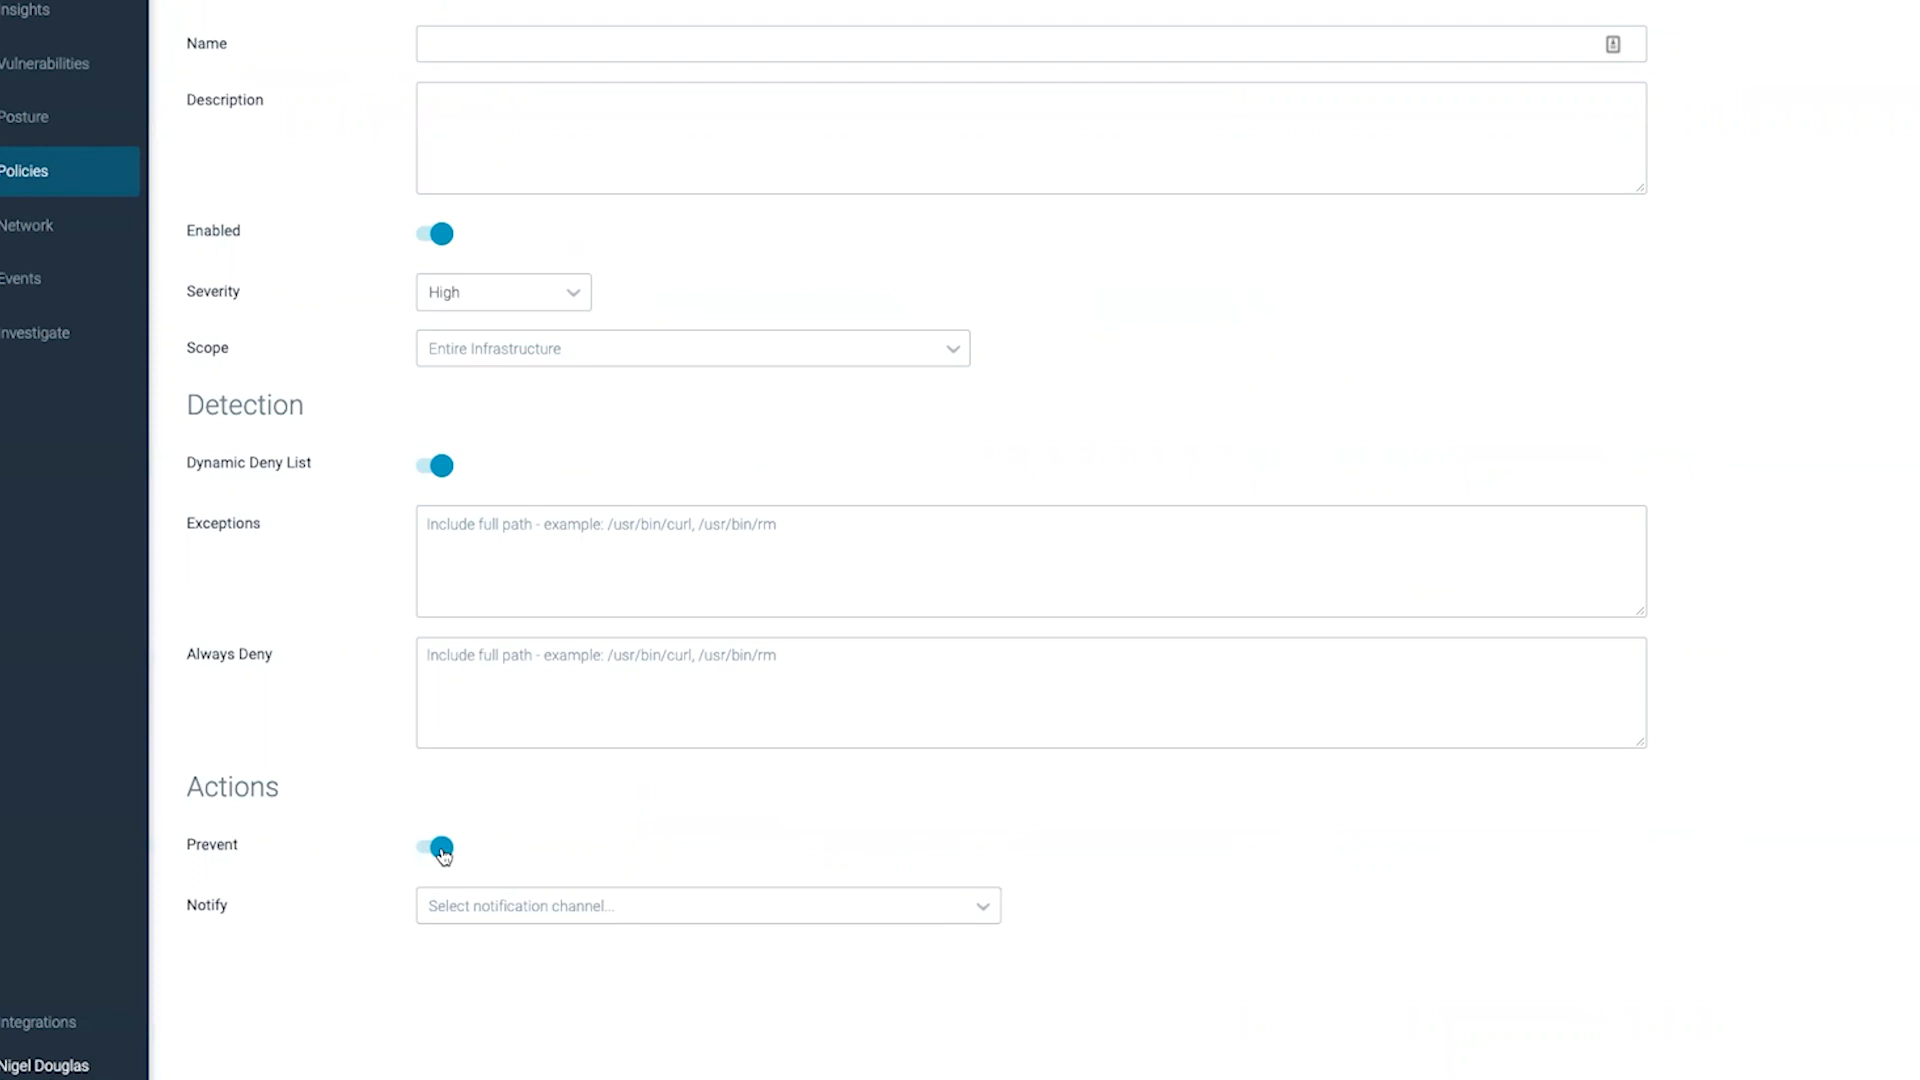 Insights
Vulnerabilities
Posture
Policies
Network
Events
Investigate
Integrations
Nigel Douglas
Name
Description
Enabled
Severity
High
Scope
Entire Infrastructure
Detection
Dynamic Deny List
Exceptions
Include full path - example: /usr/bin/curl, /usr/bin/rm
Always Deny
Include full path - example: /usr/bin/curl, /usr/bin/rm
Actions
Prevent
Notify
Select notification channel...